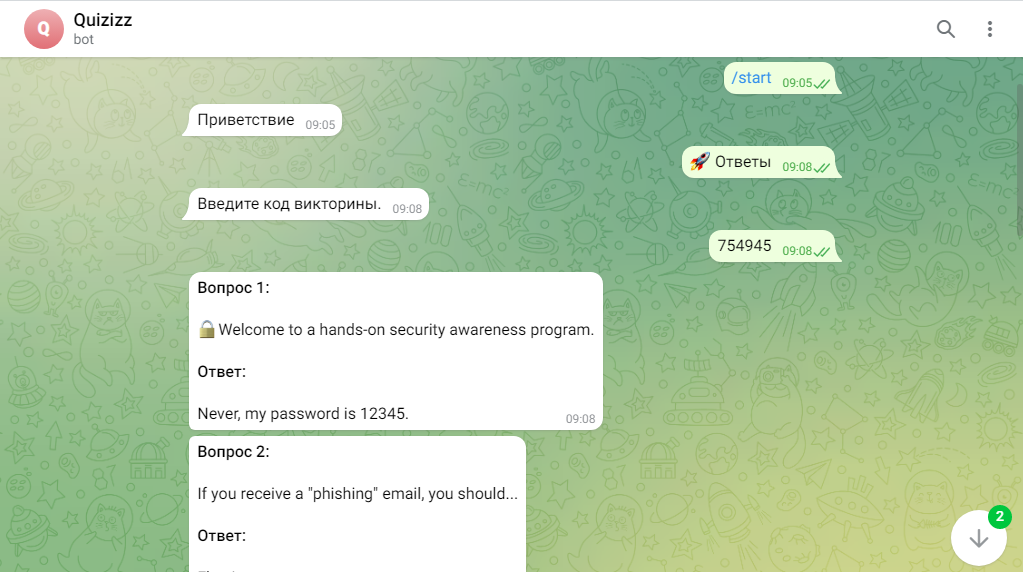 Q
Quizizz
bot
/start 09:05
Приветствие 09:05
🚀 Ответы 09:08
Введите код викторины. 09:08
754945 09:08
Вопрос 1:
🔒 Welcome to a hands-on security awareness program.
Ответ:
Never, my password is 12345.
09:08
Вопрос 2:
If you receive a "phishing" email, you should...
Ответ:
2